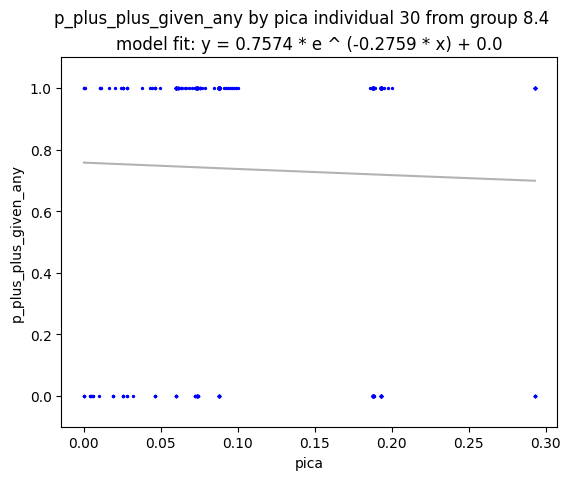 p_plus_plus_given_any by pica individual 30 from group 8.4
model fit: y = 0.7574 * e ^ (-0.2759 * x) + 0.0
1.0
0.8
0.6
0.4
0.2
0.0
p_plus_plus_given_any
0.00 0.05 0.10 0.15 0.20 0.25 0.30
pica